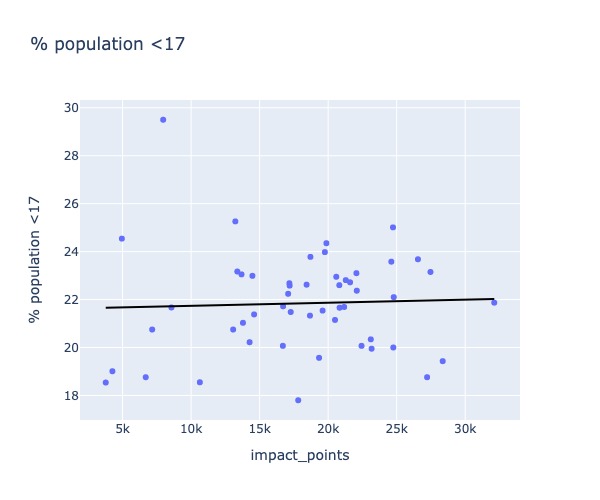 % population <17
% population <17
30
28
26
24
22
20
18
5k
10k
15k
20k
25k
30k
impact_points